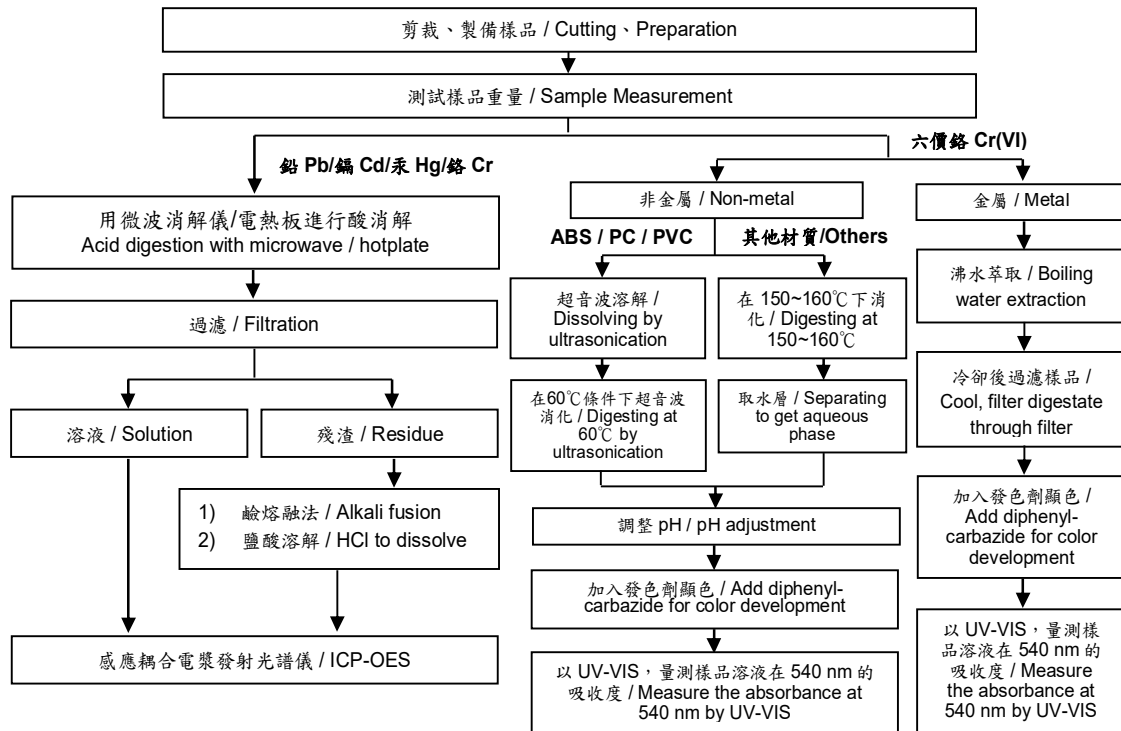 剪裁、製備樣品 / Cutting、Preparation
測試樣品重量 / Sample Measurement
鉛 Pb/鎘 Cd/汞 Hg/鉻 Cr
六價鉻 Cr(VI)
用微波消解儀/電熱板進行酸消解
Acid digestion with microwave / hotplate
過濾 / Filtration
溶液 / Solution
殘渣 / Residue
1) 鹼熔融法 / Alkali fusion
2) 鹽酸溶解 / HCl to dissolve
感應耦合電漿發射光譜儀 / ICP-OES
非金屬 / Non-metal
ABS / PC / PVC
其他材質/Others
超音波溶解 /
Dissolving by
ultrasonication
在60℃條件下超音波
消化 / Digesting at
60℃ by
ultrasonication
在 150~160℃下消
化 / Digesting at
150~160℃
取水層 / Separating
to get aqueous
phase
調整 pH / pH adjustment
加入發色劑顯色 / Add diphenyl-
carbazide for color development
以 UV-VIS，量測樣品溶液在 540 nm 的
吸收度 / Measure the absorbance at
540 nm by UV-VIS
金屬 / Metal
沸水萃取 / Boiling
water extraction
冷卻後過濾樣品 /
Cool, filter digestate
through filter
加入發色劑顯色 /
Add diphenyl-
carbazide for color
development
以 UV-VIS，量測樣
品溶液在 540 nm 的
吸收度 / Measure
the absorbance at
540 nm by UV-VIS